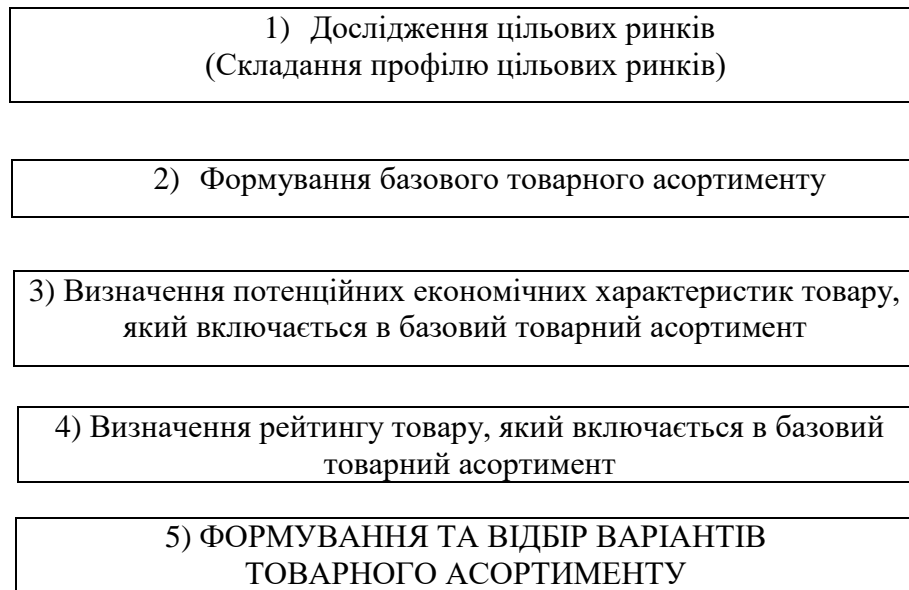 1) Дослідження цільових ринків
(Складання профілю цільових ринків)
2) Формування базового товарного асортименту
3) Визначення потенційних економічних характеристик товару,
який включається в базовий товарний асортимент
4) Визначення рейтингу товару, який включається в базовий
товарний асортимент
5) ФОРМУВАННЯ ТА ВІДБІР ВАРІАНТІВ
ТОВАРНОГО АСОРТИМЕНТУ